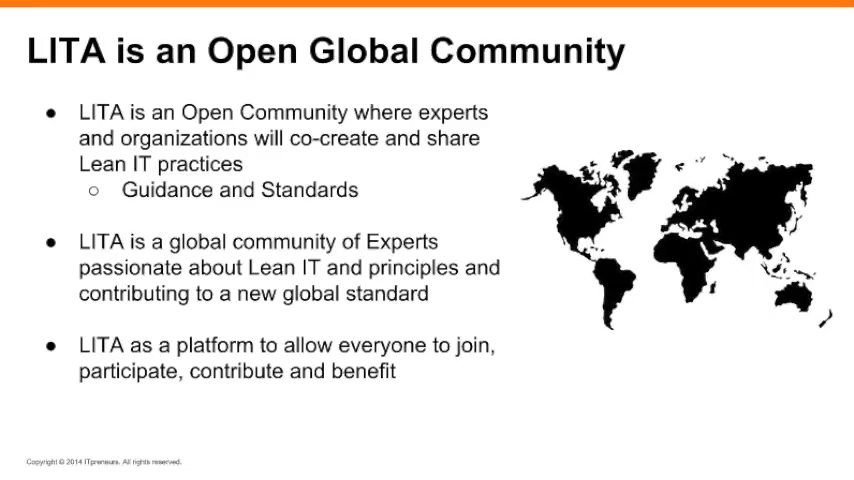 LITA is an Open Global Community
● LITA is an Open Community where experts
and organizations will co-create and share
Lean IT practices
○ Guidance and Standards
● LITA is a global community of Experts
passionate about Lean IT and principles and
contributing to a new global standard
● LITA as a platform to allow everyone to join,
participate, contribute and benefit
Copyright © 2014 ITpreneurs. All rights reserved.